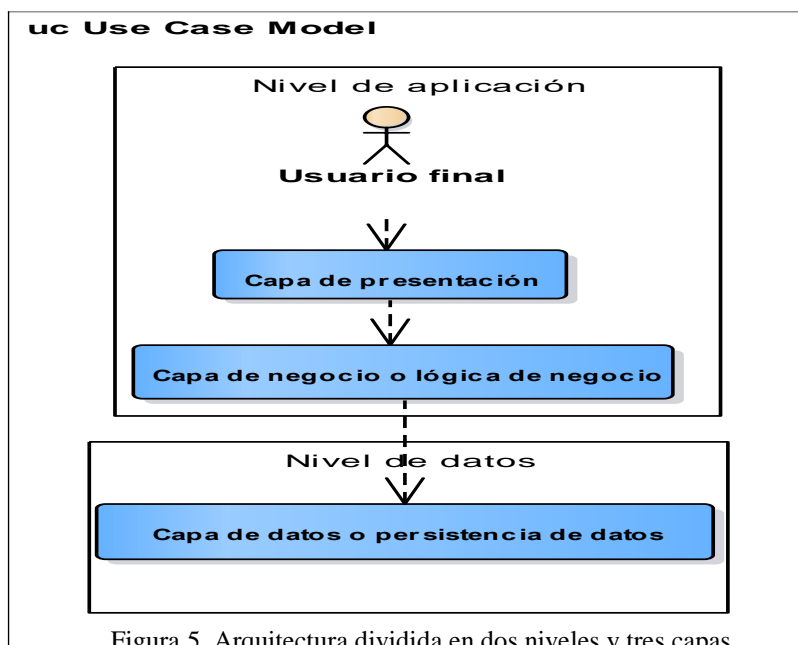 uc Use Case Model
Nivel de aplicación
Usuario final
Capa de presentación
Capa de negocio o lógica de negocio
Nivel de datos
Capa de datos o persistencia de datos
Figura 5. Arquitectura dividida en dos niveles y tres capas